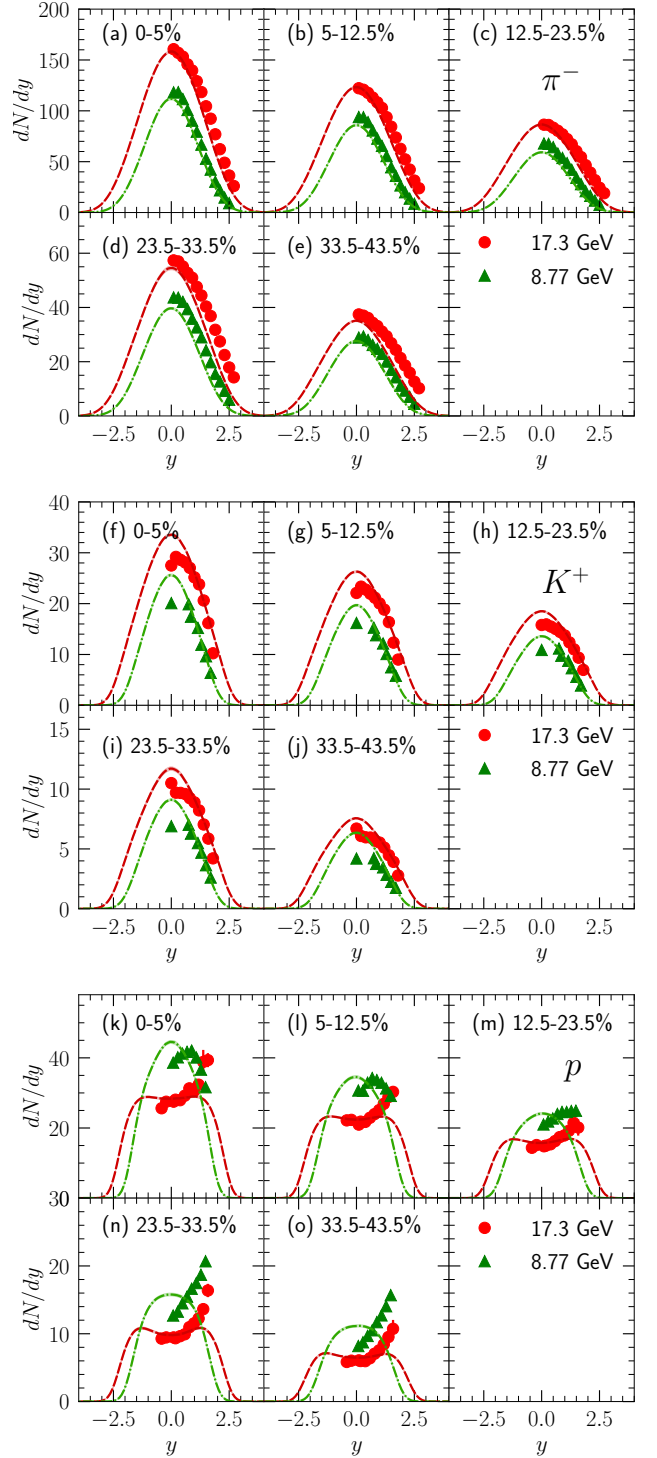 200
(a) 0-5%
(b) 5-12.5%
(c) 12.5-23.5%
150
π⁻
100
dN/dy
50
0
(d) 23.5-33.5%
(e) 33.5-43.5%
60
17.3 GeV
40
8.77 GeV
dN/dy
20
0
−2.5 0.0 2.5 −2.5 0.0 2.5 −2.5 0.0 2.5
y y y
40
(f) 0-5%
(g) 5-12.5%
(h) 12.5-23.5%
30
K⁺
20
dN/dy
10
0
15
(i) 23.5-33.5%
(j) 33.5-43.5%
17.3 GeV
10
8.77 GeV
dN/dy
5
0
−2.5 0.0 2.5 −2.5 0.0 2.5 −2.5 0.0 2.5
y y y
(k) 0-5%
(l) 5-12.5%
(m) 12.5-23.5%
40
p
dN/dy
20
30
(n) 23.5-33.5%
(o) 33.5-43.5%
17.3 GeV
20
8.77 GeV
dN/dy
10
0
−2.5 0.0 2.5 −2.5 0.0 2.5 −2.5 0.0 2.5
y y y